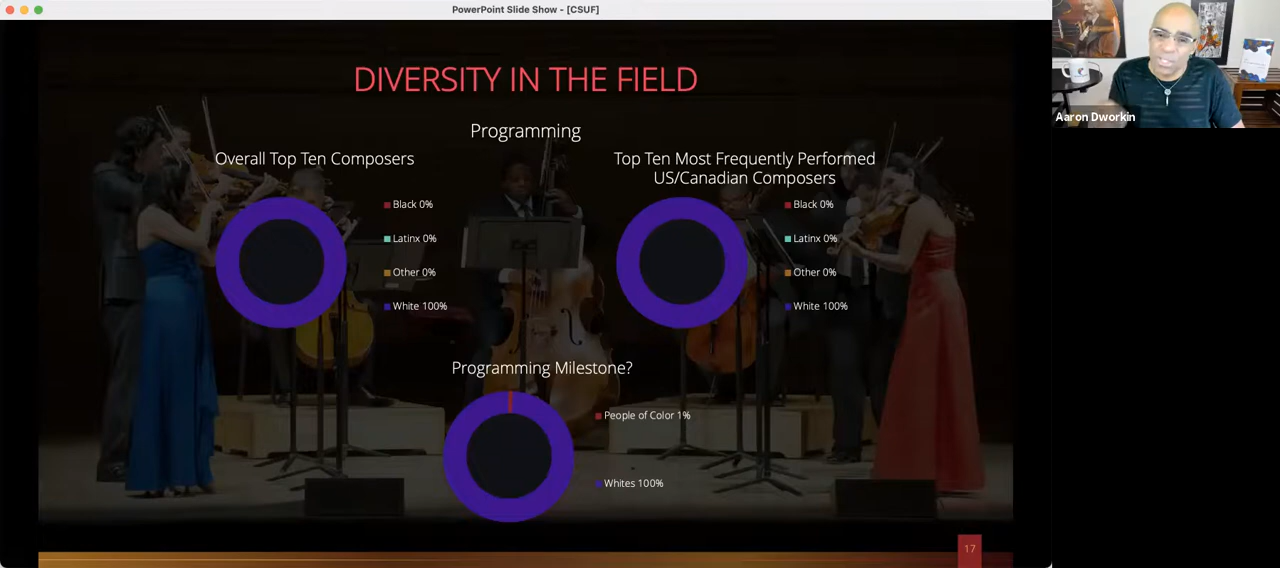 PowerPoint Slide Show - [CSUF]
DIVERSITY IN THE FIELD
Programming
Overall Top Ten Composers
Black 0%
Latinx 0%
Other 0%
White 100%
Top Ten Most Frequently Performed
US/Canadian Composers
Black 0%
Latinx 0%
Other 0%
White 100%
Programming Milestone?
People of Color 1%
Whites 100%
17
Aaron Dworkin